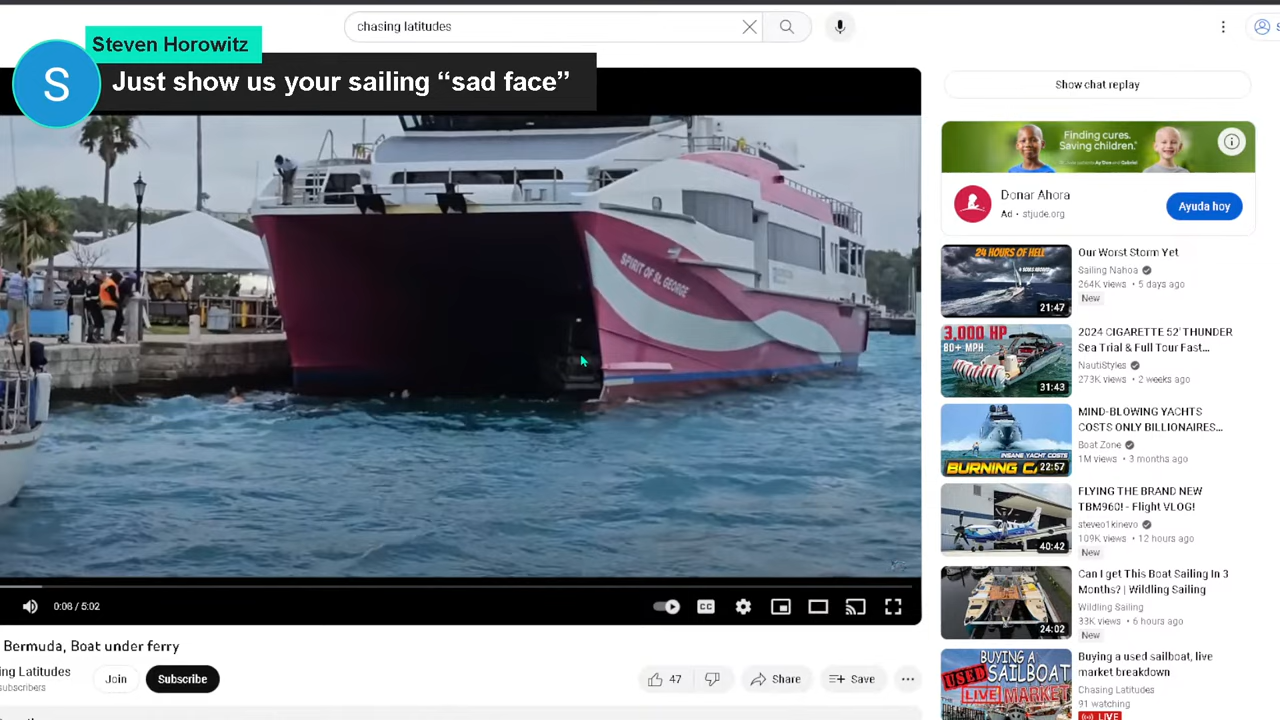 chasing latitudes
Steven Horowitz
S
Just show us your sailing “sad face”
SPIRIT OF ST. GEORGE
0:08 / 5:02
CC
Bermuda, Boat under ferry
ing Latitudes
subscribers
Join
Subscribe
47
Share
Save
Show chat replay
Finding cures.
Saving children.
Donar Ahora
Ad • stjude.org
Ayuda hoy
24 HOURS OF HELL
21:47
Our Worst Storm Yet
Sailing Nahoa
264K views • 5 days ago
New
3,000 HP
80+ MPH
31:43
2024 CIGARETTE 52' THUNDER
Sea Trial & Full Tour Fast...
NautiStyles
273K views • 2 weeks ago
INSANE YACHT COSTS
BURNING CA
22:57
MIND-BLOWING YACHTS
COSTS ONLY BILLIONAIRES...
Boat Zone
1M views • 3 months ago
40:42
FLYING THE BRAND NEW
TBM960! - Flight VLOG!
steveo1kinevo
109K views • 12 hours ago
New
24:02
Can I get This Boat Sailing In 3
Months? | Wildling Sailing
Wildling Sailing
33K views • 6 hours ago
New
BUYING A
USED
SAILBOAT
LIVE MARKET
Buying a used sailboat, live
market breakdown
Chasing Latitudes
91 watching
LIVE